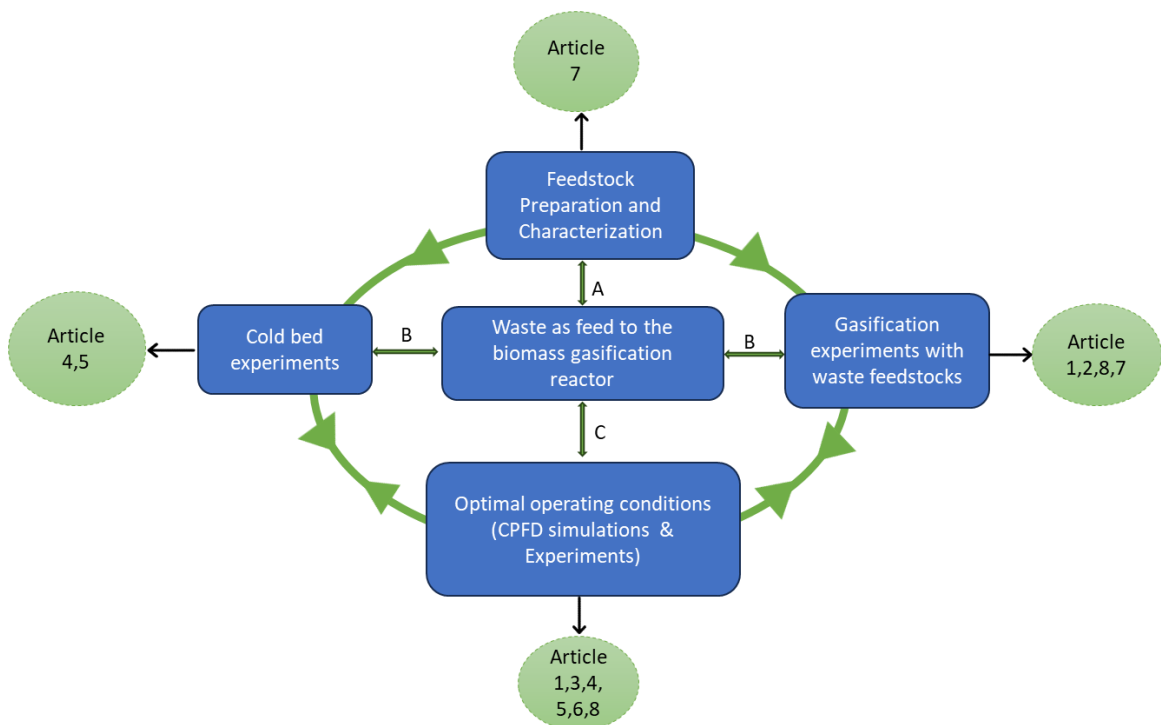 Article
7
Feedstock
Preparation and
Characterization
A
Article
4,5
Cold bed
experiments
B
Waste as feed to the
biomass gasification
reactor
B
Gasification
experiments with
waste feedstocks
Article
1,2,8,7
C
Optimal operating conditions
(CPFD simulations  &
Experiments)
Article
1,3,4,
5,6,8